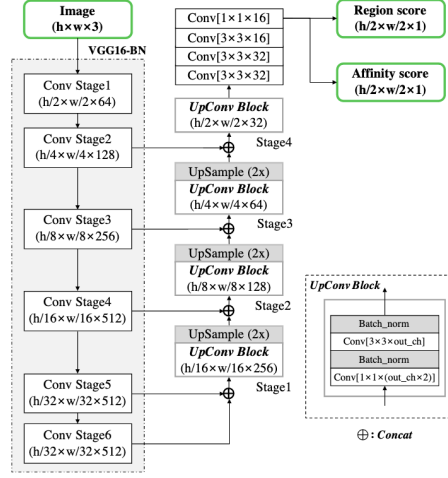 Image
(h×w×3)
VGG16-BN
Conv Stage1
(h/2×w/2×64)
Conv Stage2
(h/4×w/4×128)
Conv Stage3
(h/8×w/8×256)
Conv Stage4
(h/16×w/16×512)
Conv Stage5
(h/32×w/32×512)
Conv Stage6
(h/32×w/32×512)
Conv[1×1×16]
Conv[3×3×16]
Conv[3×3×32]
Conv[3×3×32]
UpConv Block
(h/2×w/2×32)
Stage4
UpSample (2x)
UpConv Block
(h/4×w/4×64)
Stage3
UpSample (2x)
UpConv Block
(h/8×w/8×128)
Stage2
UpSample (2x)
UpConv Block
(h/16×w/16×256)
Stage1
Region score
(h/2×w/2×1)
Affinity score
(h/2×w/2×1)
UpConv Block
Batch_norm
Conv[3×3×out_ch]
Batch_norm
Conv[1×1×(out_ch×2)]
⊕ : Concat